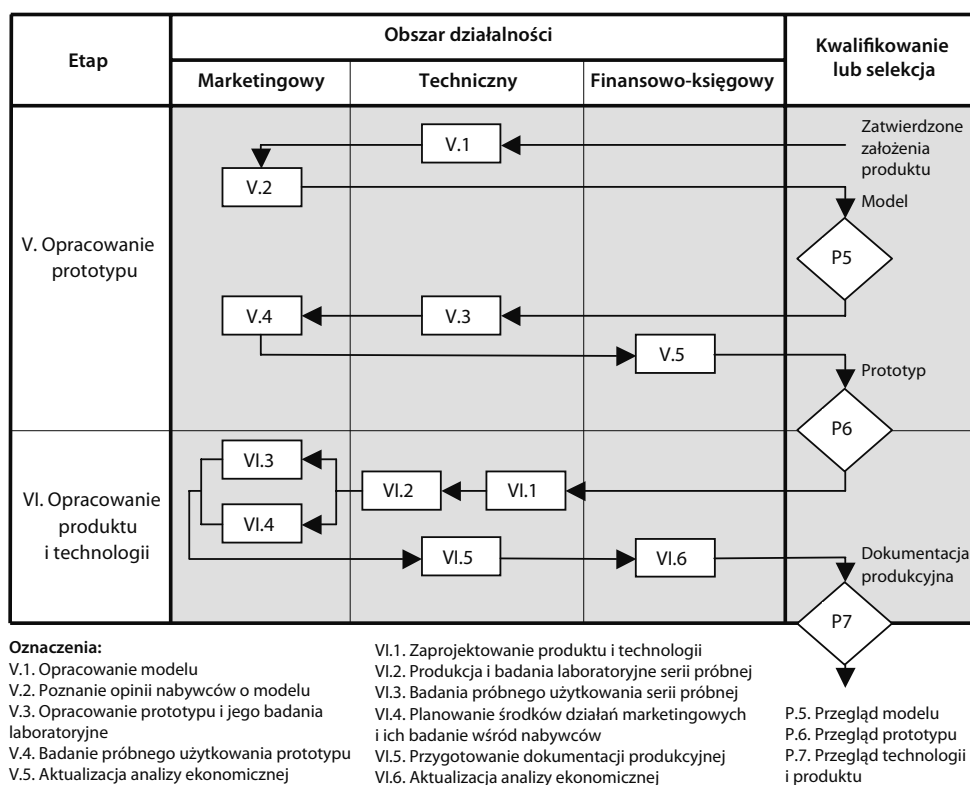 Etap
Obszar działalności
Kwalifikowanie
lub selekcja
Marketingowy
Techniczny
Finansowo-księgowy
V. Opracowanie
prototypu
V.1
Zatwierdzone
założenia
produktu
V.2
Model
P5
V.4
V.3
V.5
Prototyp
P6
VI. Opracowanie
produktu
i technologii
VI.3
VI.2
VI.1
VI.4
VI.5
VI.6
Dokumentacja
produkcyjna
P7
Oznaczenia:
V.1. Opracowanie modelu
V.2. Poznanie opinii nabywców o modelu
V.3. Opracowanie prototypu i jego badania
laboratoryjne
V.4. Badanie próbnego użytkowania prototypu
V.5. Aktualizacja analizy ekonomicznej
VI.1. Zaprojektowanie produktu i technologii
VI.2. Produkcja i badania laboratoryjne serii próbnej
VI.3. Badania próbnego użytkowania serii próbnej
VI.4. Planowanie środków działań marketingowych
i ich badanie wśród nabywców
VI.5. Przygotowanie dokumentacji produkcyjnej
VI.6. Aktualizacja analizy ekonomicznej
P.5. Przegląd modelu
P.6. Przegląd prototypu
P.7. Przegląd technologii
i produktu